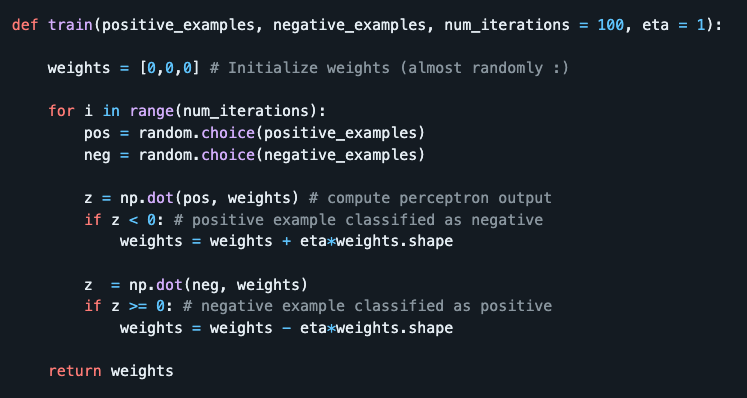 def train(positive_examples, negative_examples, num_iterations = 100, eta = 1):
weights = [0,0,0] # Initialize weights (almost randomly :)
for i in range(num_iterations):
pos = random.choice(positive_examples)
neg = random.choice(negative_examples)
z = np.dot(pos, weights) # compute perceptron output
if z < 0: # positive example classified as negative
weights = weights + eta*weights.shape
z  = np.dot(neg, weights)
if z >= 0: # negative example classified as positive
weights = weights - eta*weights.shape
return weights